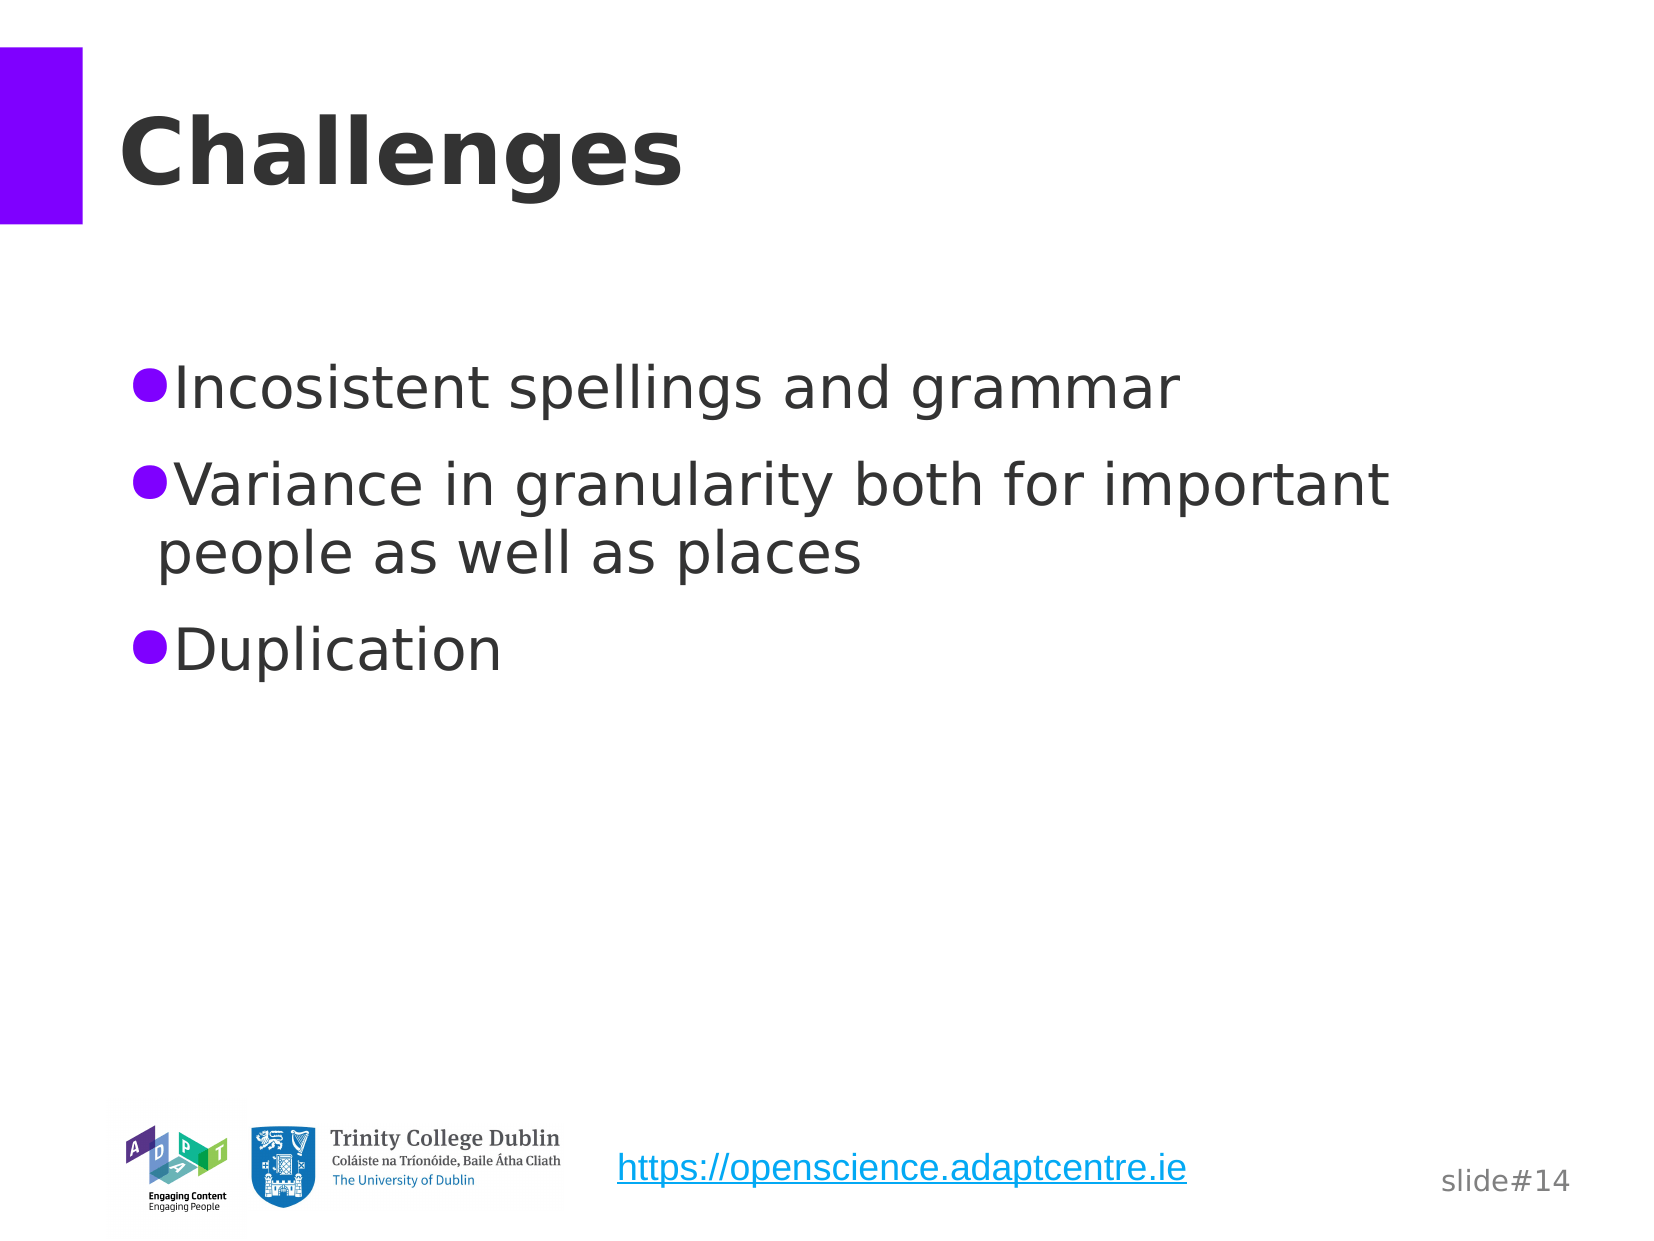 Challenges
●Incosistent spellings and grammar
●Variance in granularity both for important
people as well as places
●Duplication
A D A P T
Engaging Content
Engaging People
Trinity College Dublin
Coláiste na Tríonóide, Baile Átha Cliath
The University of Dublin
https://openscience.adaptcentre.ie
slide#14